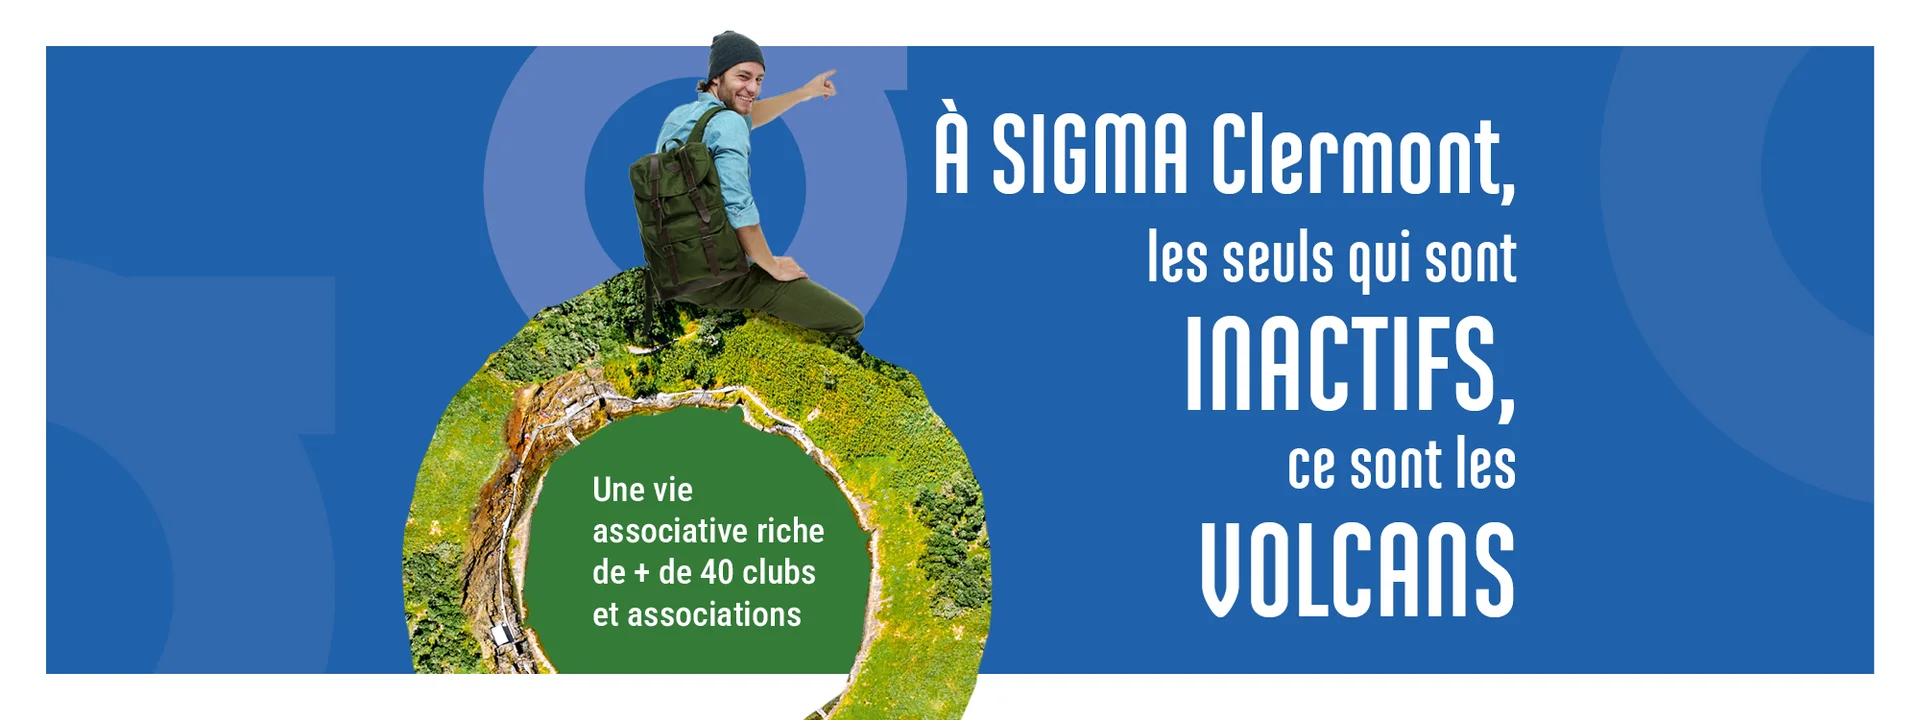 À SIGMA Clermont,
les seuls qui sont
INACTIFS,
ce sont les
VOLCANS
Une vie
associative riche
de + de 40 clubs
et associations